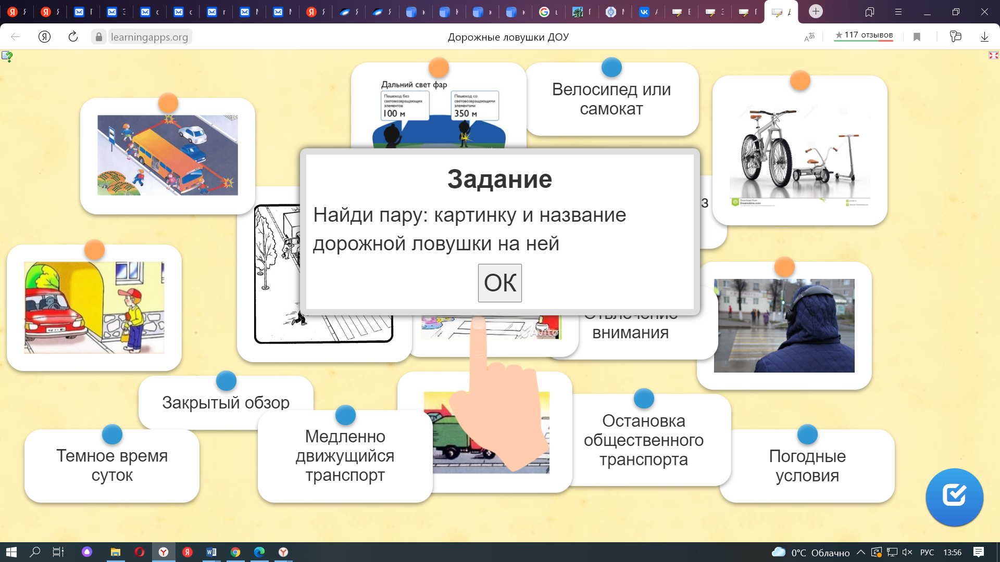 learningapps.org
Дорожные ловушки ДОУ
117 отзывов
Дальний свет фар
Пешеход без
световозвращающих
элементов
100 м
Пешеход со
световозвращающими
элементами
350 м
Велосипед или
самокат
Задание
Найди пару: картинку и название
дорожной ловушки на ней
OK
з
Avito
Отвлечение
внимания
Закрытый обзор
Темное время
суток
Медленно
движущийся
транспорт
Остановка
общественного
транспорта
Погодные
условия
0°C Облачно
РУС
13:56